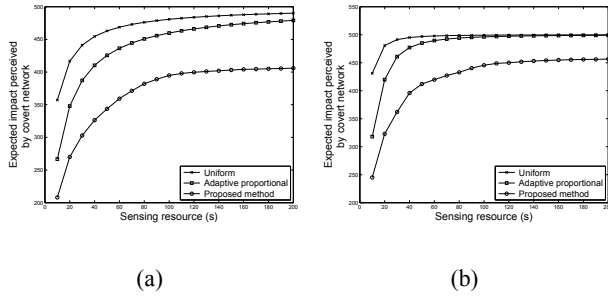 500
450
400
350
300
250
200
0
20
40
60
80
100
120
140
160
180
200
Expected impact perceived
by covert network
Sensing resource (s)
Uniform
Adaptive proportional
Proposed method
(a)
550
500
450
400
350
300
250
200
0
20
40
60
80
100
120
140
160
180
200
Expected impact perceived
by covert network
Sensing resource (s)
Uniform
Adaptive proportional
Proposed method
(b)